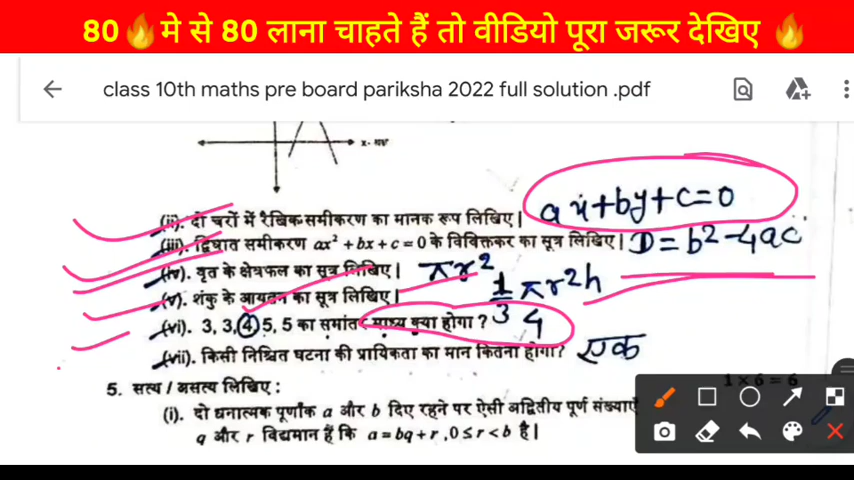 80🔥मे से 80 लाना चाहते हैं तो वीडियो पूरा जरूर देखिए 🔥
class 10th maths pre board pariksha 2022 full solution .pdf
x- अक्ष
(ii). दो चरों में रैखिक समीकरण का मानक रूप लिखिए। ax+by+c=0
(iii). द्विघात समीकरण ax² + bx + c = 0 के विविक्तकर का सूत्र लिखिए। D = b² - 4ac
(iv). वृत के क्षेत्रफल का सूत्र लिखिए। πr²
(v). शंकु के आयतन का सूत्र लिखिए। 1/3 πr²h
(vi). 3, 3, 4, 5, 5 का समांतर माध्य क्या होगा ? 4
(vii). किसी निश्चित घटना की प्रायिकता का मान कितना होगा? एक
1 × 6 = 6
5. सत्य / असत्य लिखिए :
(i). दो धनात्मक पूर्णांक a और b दिए रहने पर ऐसी अद्वितीय पूर्ण संख्याएँ
q और r विद्यमान हैं कि a = bq + r , 0 ≤ r < b है।